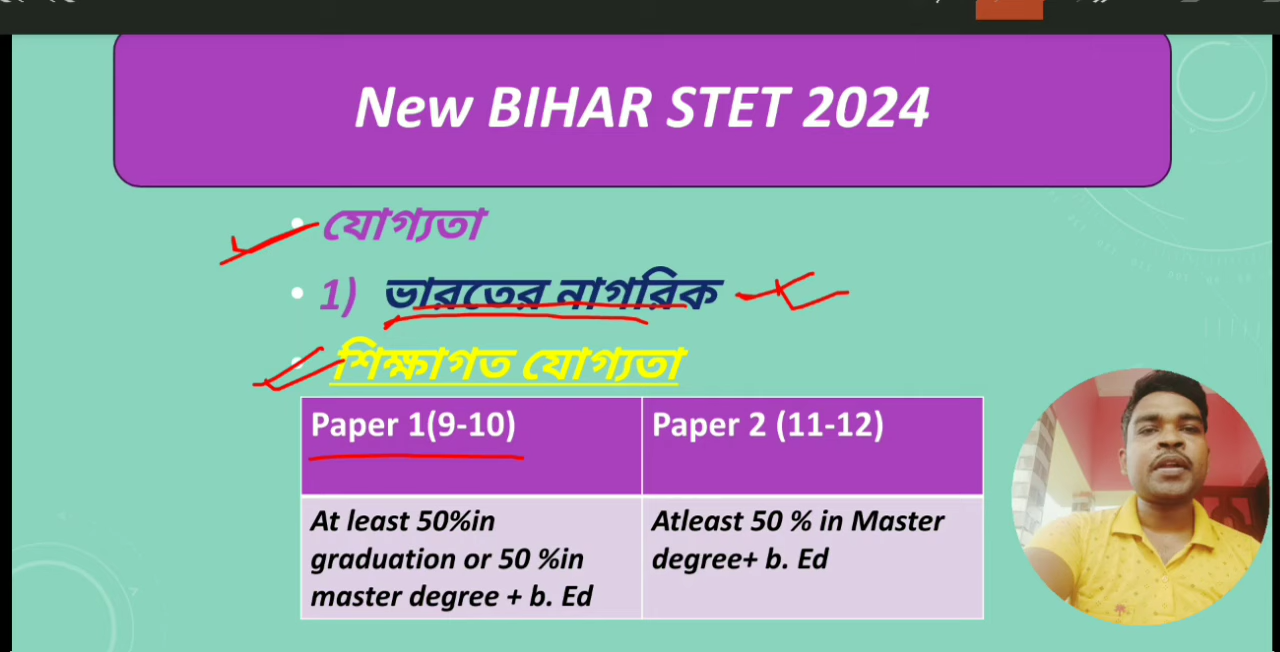 New BIHAR STET 2024
যোগ্যতা
1) ভারতের নাগরিক
শিক্ষাগত যোগ্যতা
Paper 1(9-10)
Paper 2 (11-12)
At least 50%in
graduation or 50 %in
master degree + b. Ed
Atleast 50 % in Master
degree+ b. Ed